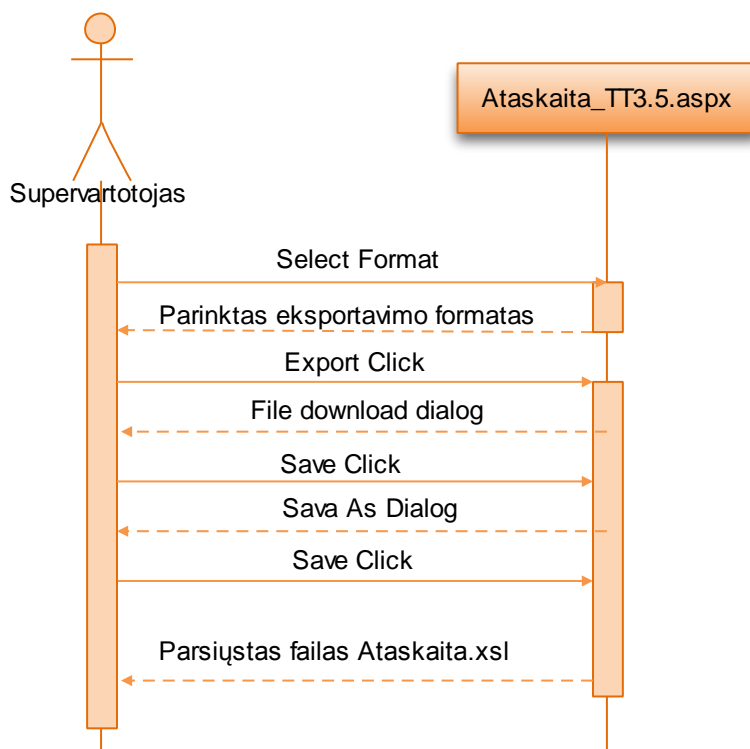 Ataskaita_TT3.5.aspx
Supervartotojas
Select Format
Parinktas eksportavimo formatas
Export Click
File download dialog
Save Click
Sava As Dialog
Save Click
Parsiųstas failas Ataskaita.xsl